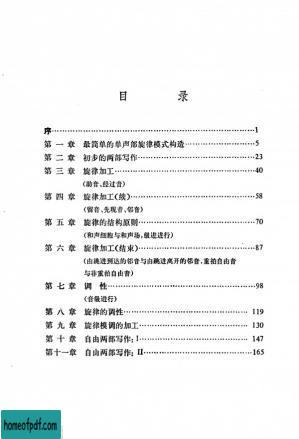 目 录
序……1
第一章 最简单的单声部旋律模式构造……5
第二章 初步的两部写作……23
第三章 旋律加工……40
(助音、经过音)
第四章 旋律加工(续)……58
(留音、先现音、邻音)
第五章 旋律的结构原则……70
(和声细胞与和声场,级进进行)
第六章 旋律加工(结束)……87
(由跳进到达的邻音与由跳进离开的邻音,重拍自由音
与非重拍自由音)
第七章 调性……98
(音级进行)
第八章 旋律的调性……119
第九章 旋律模调的加工……130
第十章 自由两部写作:I……147
第十一章 自由两部写作:II……165
homeofpdf.com